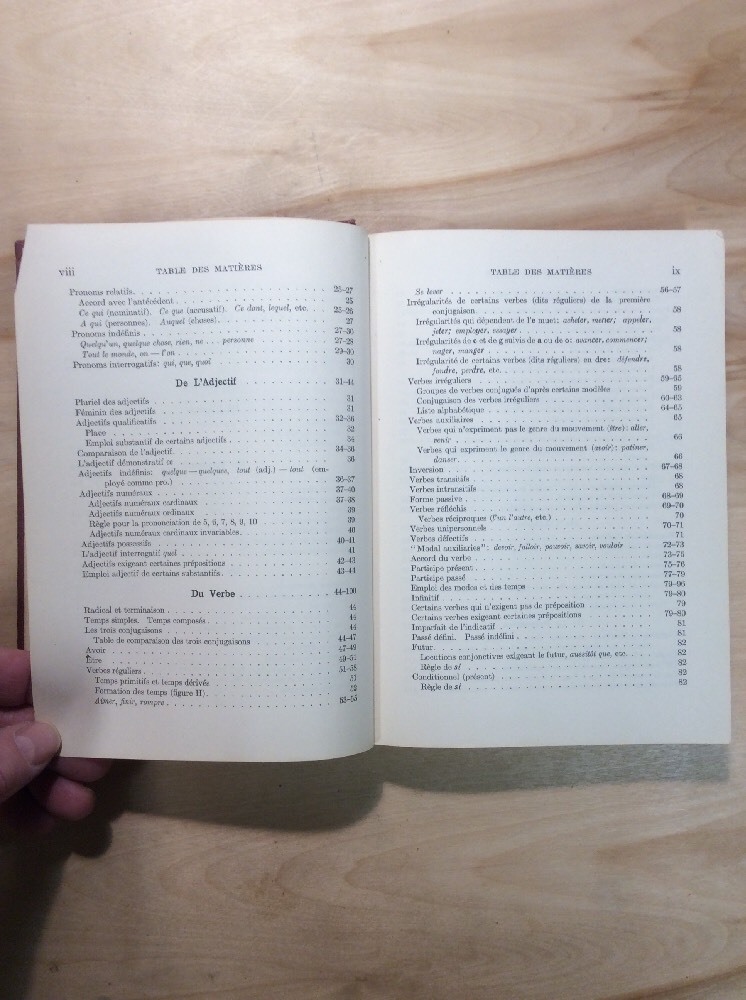 viii TABLE DES MATIÈRES
Pronoms relatifs. 25–27
Accord avec l'antécédent. 25
Ce qui (nominatif). Ce que (accusatif). Ce dont, lequel, etc. 25–26
A qui (personnes). Auquel (choses). 27
Pronoms indéfinis. 27–30
Quelqu'un, quelque chose, rien, ne . . personne 27–28
Tout le monde, on — l'on. 29–30
Pronoms interrogatifs: qui, que, quoi 30
De L'Adjectif 31–44
Pluriel des adjectifs 31
Féminin des adjectifs 31
Adjectifs qualificatifs 32–36
Place 32
Emploi substantif de certains adjectifs. 34
Comparaison de l'adjectif. 34–36
L'adjectif démonstratif ce 36
Adjectifs indéfinis: quelque — quelques, tout (adj.) — tout (em-
ployé comme pro.) 36–37
Adjectifs numéraux 37–40
Adjectifs numéraux cardinaux 37–38
Adjectifs numéraux ordinaux 39
Règle pour la prononciation de 5, 6, 7, 8, 9, 10 39
Adjectifs numéraux cardinaux invariables. 40
Adjectifs possessifs 40–41
L'adjectif interrogatif quel 41
Adjectifs exigeant certaines prépositions 42–43
Emploi adjectif de certains substantifs. 43–44
Du Verbe 44–100
Radical et terminaison 44
Temps simples. Temps composés. 44
Les trois conjugaisons 44
Table de comparaison des trois conjugaisons 44–47
Avoir 47–49
Être 49–51
Verbes réguliers 51–58
Temps primitifs et temps dérivés 51
Formation des temps (figure II). 52
dîner, finir, rompre 53–55
TABLE DES MATIÈRES ix
Se lever 56–57
Irrégularités de certains verbes (dits réguliers) de la première
conjugaison 58
Irrégularités qui dépendent de l'e muet: acheter, mener; appeler,
jeter; employer, essayer 58
Irrégularités de c et de g suivis de a ou de o: avancer, commencer;
nager, manger 58
Irrégularité de certains verbes (dits réguliers) en dre: défendre,
fondre, perdre, etc. 58
Verbes irréguliers 59–65
Groupes de verbes conjugués d'après certains modèles 59
Conjugaison des verbes irréguliers 60–63
Liste alphabétique 64–65
Verbes auxiliaires 65
Verbes qui n'expriment pas le genre du mouvement (être): aller,
venir 66
Verbes qui expriment le genre du mouvement (avoir): patiner,
danser 66
Inversion 67–68
Verbes transitifs 68
Verbes intransitifs 68
Forme passive 68–69
Verbes réfléchis 69–70
Verbes réciproques (l'un l'autre, etc.) 70
Verbes unipersonnels 70–71
Verbes défectifs 71
"Modal auxiliaries": devoir, falloir, pouvoir, savoir, vouloir 72–73
Accord du verbe 73–75
Participe présent 75–76
Participe passé 77–79
Emploi des modes et des temps 79–96
Infinitif 79–80
Certains verbes qui n'exigent pas de préposition 79
Certains verbes exigeant certaines prépositions 79–80
Imparfait de l'indicatif 81
Passé défini. Passé indéfini. 81
Futur 82
Locutions conjonctives exigeant le futur, aussitôt que, etc. 82
Règle de si 82
Conditionnel (présent) 82
Règle de si 82